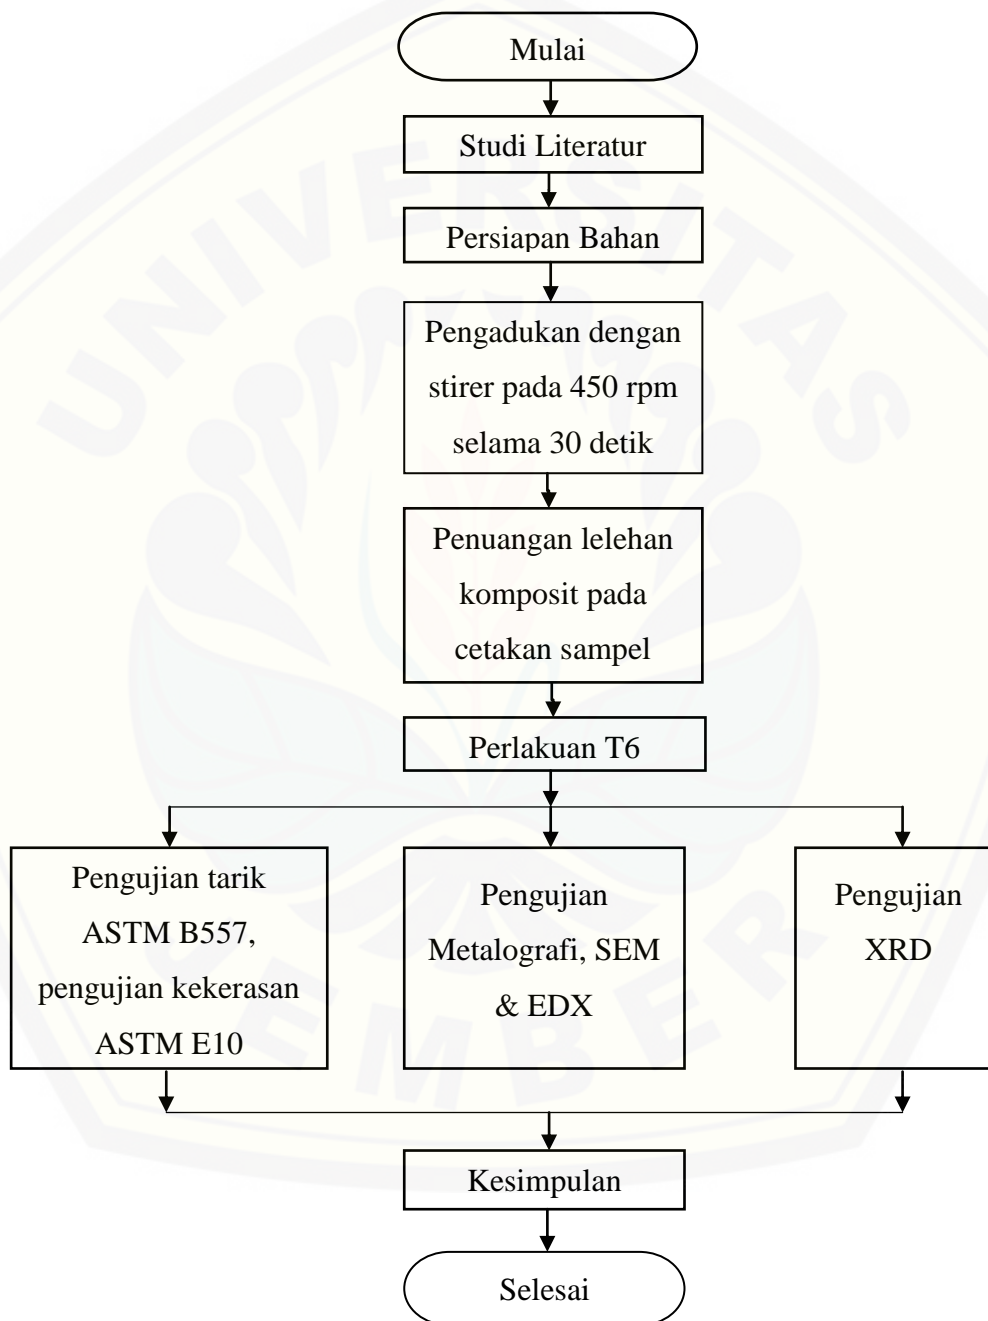 Mulai
Studi Literatur
Persiapan Bahan
Pengadukan dengan
stirer pada 450 rpm
selama 30 detik
Penuangan lelehan
komposit pada
cetakan sampel
Perlakuan T6
Pengujian tarik
ASTM B557,
pengujian kekerasan
ASTM E10
Pengujian
Metalografi, SEM
& EDX
Pengujian
XRD
Kesimpulan
Selesai
UNIVERSITAS
JEMBER